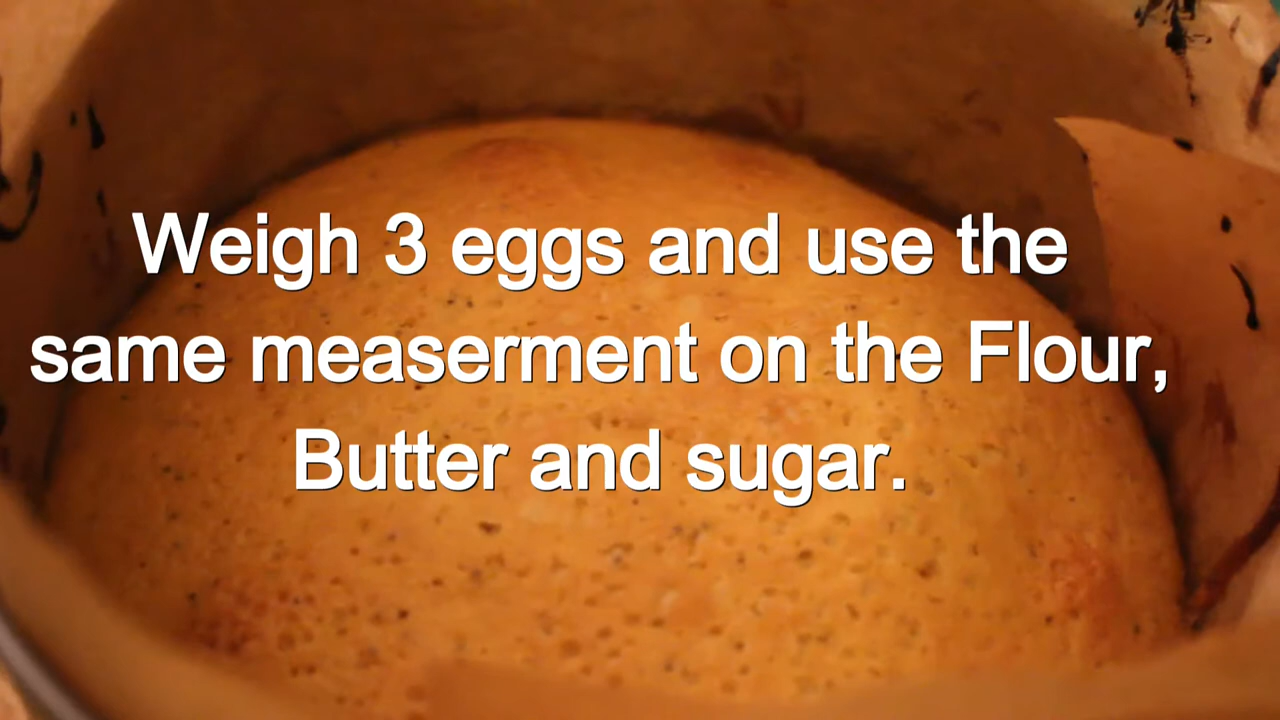 Weigh 3 eggs and use the
same measerment on the Flour,
Butter and sugar.